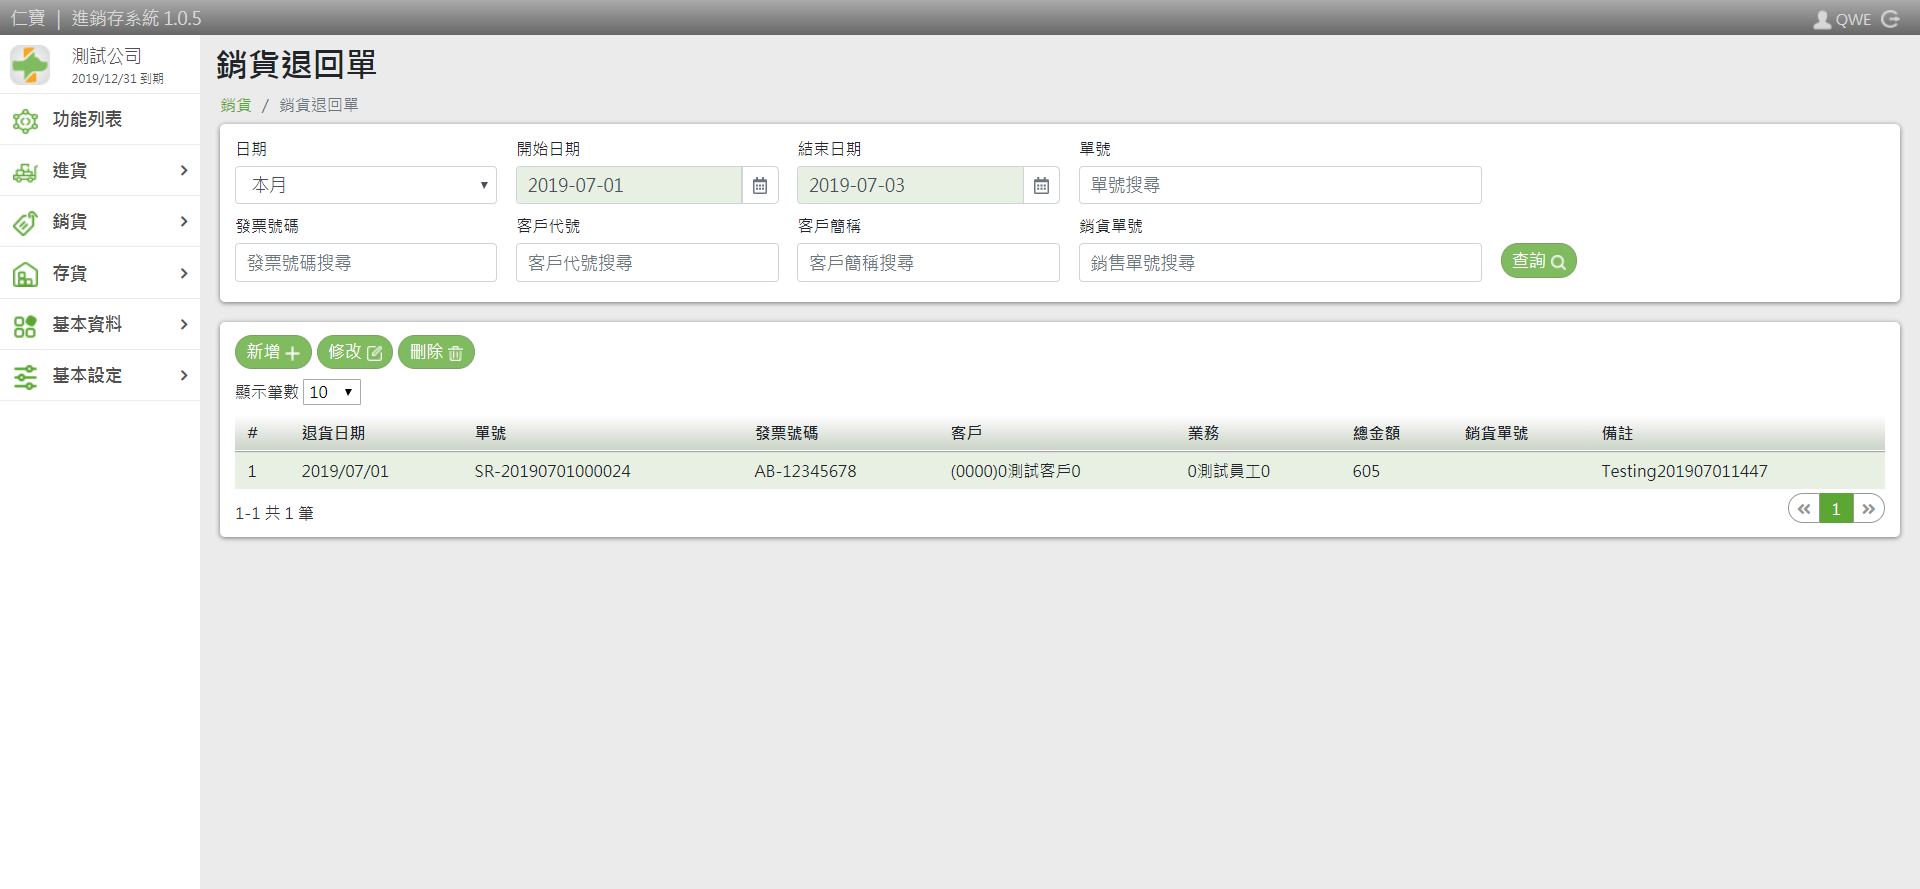 仁寶 | 進銷存系統 1.0.5
QWE
測試公司
2019/12/31 到期
功能列表
進貨
銷貨
存貨
基本資料
基本設定
銷貨退回單
銷貨 / 銷貨退回單
日期 開始日期 結束日期 單號
本月 2019-07-01 2019-07-03 單號搜尋
發票號碼 客戶代號 客戶簡稱 銷貨單號
發票號碼搜尋 客戶代號搜尋 客戶簡稱搜尋 銷售單號搜尋 查詢
新增 修改 刪除
顯示筆數 10
# 退貨日期 單號 發票號碼 客戶 業務 總金額 銷貨單號 備註
1 2019/07/01 SR-20190701000024 AB-12345678 (0000)0測試客戶0 0測試員工0 605 Testing201907011447
1-1 共 1 筆
« 1 »